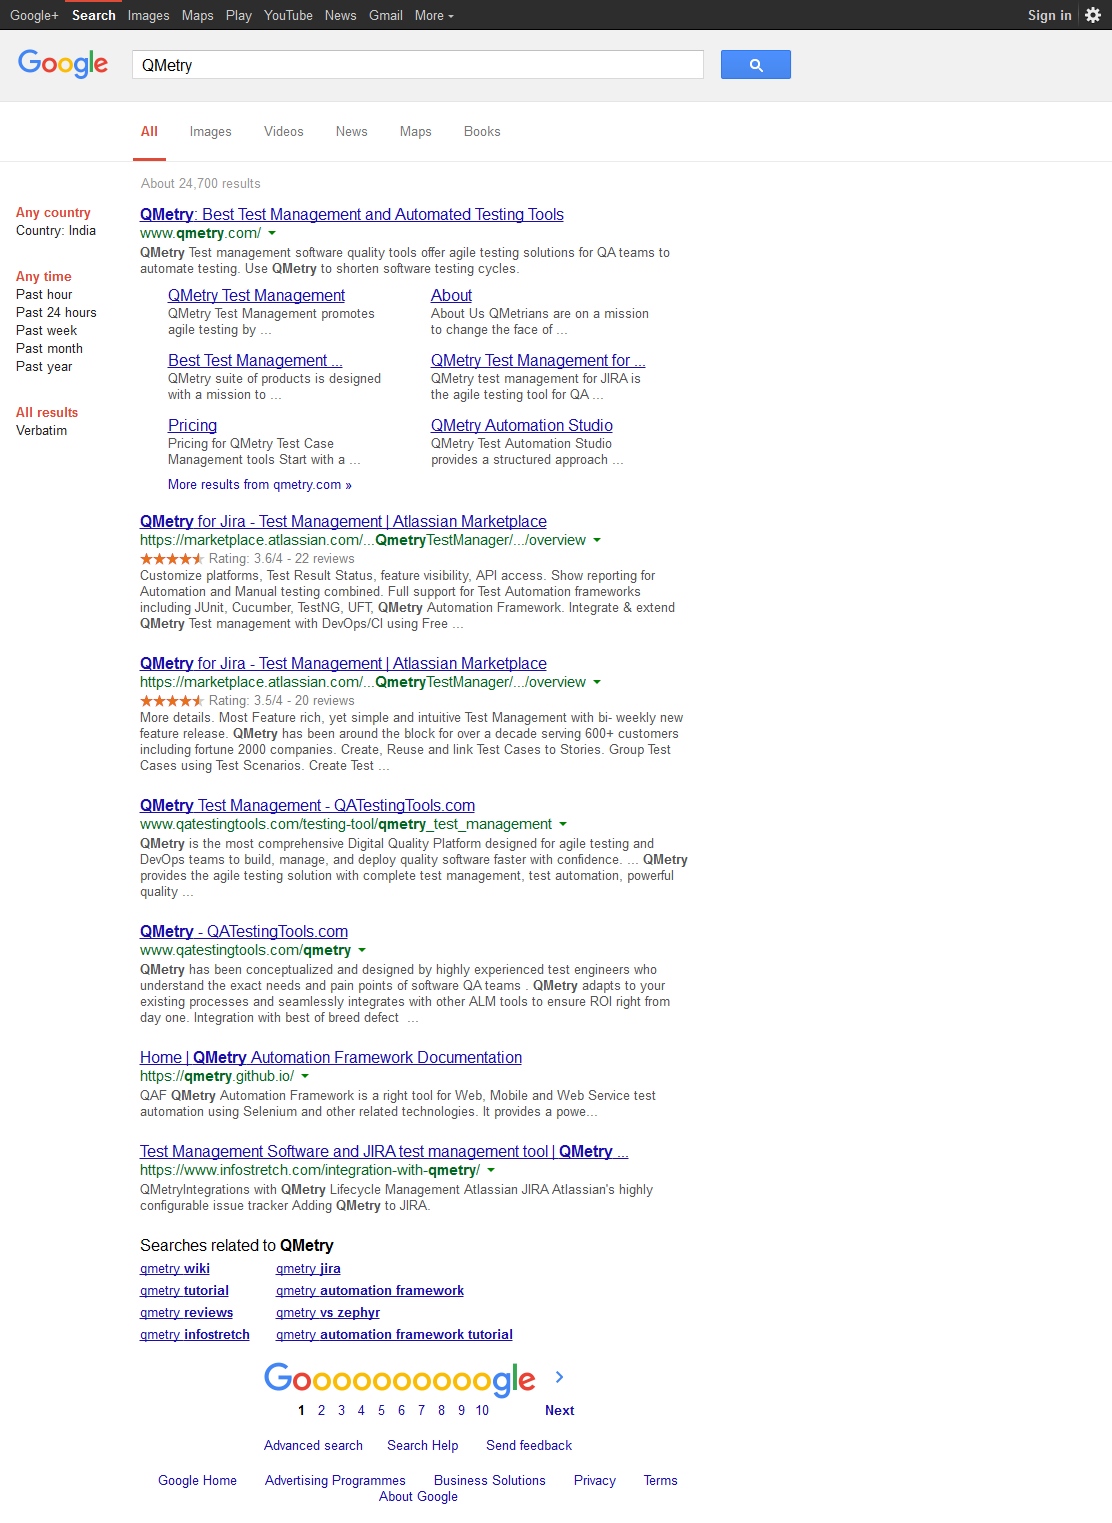 Google+ Search Images Maps Play YouTube News Gmail More Sign in
Google QMetry
All Images Videos News Maps Books
About 24,700 results
Any country
Country: India
Any time
Past hour
Past 24 hours
Past week
Past month
Past year
All results
Verbatim
QMetry: Best Test Management and Automated Testing Tools
www.qmetry.com/
QMetry Test management software quality tools offer agile testing solutions for QA teams to
automate testing. Use QMetry to shorten software testing cycles.
QMetry Test Management
QMetry Test Management promotes
agile testing by ...
About
About Us QMetrians are on a mission
to change the face of ...
Best Test Management ...
QMetry suite of products is designed
with a mission to ...
QMetry Test Management for ...
QMetry test management for JIRA is
the agile testing tool for QA ...
Pricing
Pricing for QMetry Test Case
Management tools Start with a ...
QMetry Automation Studio
QMetry Test Automation Studio
provides a structured approach ...
More results from qmetry.com »
QMetry for Jira - Test Management | Atlassian Marketplace
https://marketplace.atlassian.com/...QmetryTestManager/.../overview
Rating: 3.6/4 - 22 reviews
Customize platforms, Test Result Status, feature visibility, API access. Show reporting for
Automation and Manual testing combined. Full support for Test Automation frameworks
including JUnit, Cucumber, TestNG, UFT, QMetry Automation Framework. Integrate & extend
QMetry Test management with DevOps/CI using Free ...
QMetry for Jira - Test Management | Atlassian Marketplace
https://marketplace.atlassian.com/...QmetryTestManager/.../overview
Rating: 3.5/4 - 20 reviews
More details. Most Feature rich, yet simple and intuitive Test Management with bi- weekly new
feature release. QMetry has been around the block for over a decade serving 600+ customers
including fortune 2000 companies. Create, Reuse and link Test Cases to Stories. Group Test
Cases using Test Scenarios. Create Test ...
QMetry Test Management - QATestingTools.com
www.qatestingtools.com/testing-tool/qmetry_test_management
QMetry is the most comprehensive Digital Quality Platform designed for agile testing and
DevOps teams to build, manage, and deploy quality software faster with confidence. ... QMetry
provides the agile testing solution with complete test management, test automation, powerful
quality ...
QMetry - QATestingTools.com
www.qatestingtools.com/qmetry
QMetry has been conceptualized and designed by highly experienced test engineers who
understand the exact needs and pain points of software QA teams . QMetry adapts to your
existing processes and seamlessly integrates with other ALM tools to ensure ROI right from
day one. Integration with best of breed defect ...
Home | QMetry Automation Framework Documentation
https://qmetry.github.io/
QAF QMetry Automation Framework is a right tool for Web, Mobile and Web Service test
automation using Selenium and other related technologies. It provides a powe...
Test Management Software and JIRA test management tool | QMetry ...
https://www.infostretch.com/integration-with-qmetry/
QMetryIntegrations with QMetry Lifecycle Management Atlassian JIRA Atlassian's highly
configurable issue tracker Adding QMetry to JIRA.
Searches related to QMetry
qmetry wiki qmetry jira
qmetry tutorial qmetry automation framework
qmetry reviews qmetry vs zephyr
qmetry infostretch qmetry automation framework tutorial
Goooooooooogle
1 2 3 4 5 6 7 8 9 10 Next
Advanced search Search Help Send feedback
Google Home Advertising Programmes Business Solutions Privacy Terms
About Google